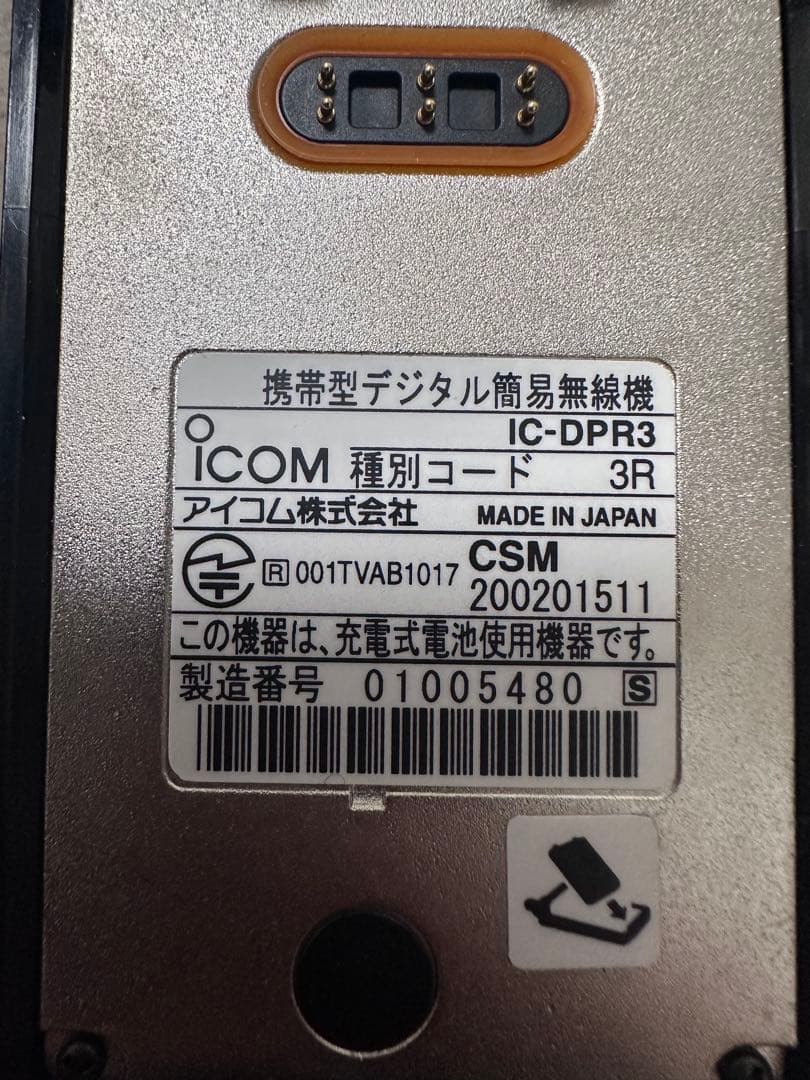 携帯型デジタル簡易無線機
IC-DPR3
ICOM 種別コード 3R
アイコム株式会社 MADE IN JAPAN
R 001TVAB1017 CSM
200201511
この機器は、充電式電池使用機器です。
製造番号 01005480 S